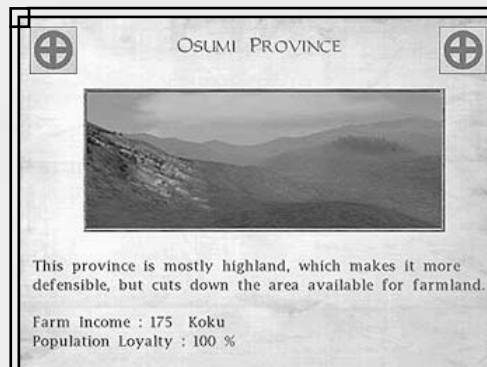 OSUMI PROVINCE
This province is mostly highland, which makes it more
defensible, but cuts down the area available for farmland.
Farm Income : 175 Koku
Population Loyalty : 100 %